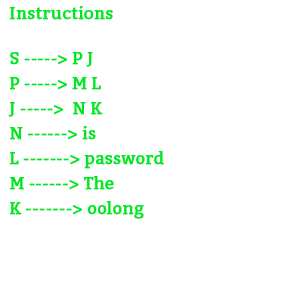 Instructions
S -----> P J
P -----> M L
J -----> N K
N ------> is
L -------> password
M ------> The
K -------> oolong